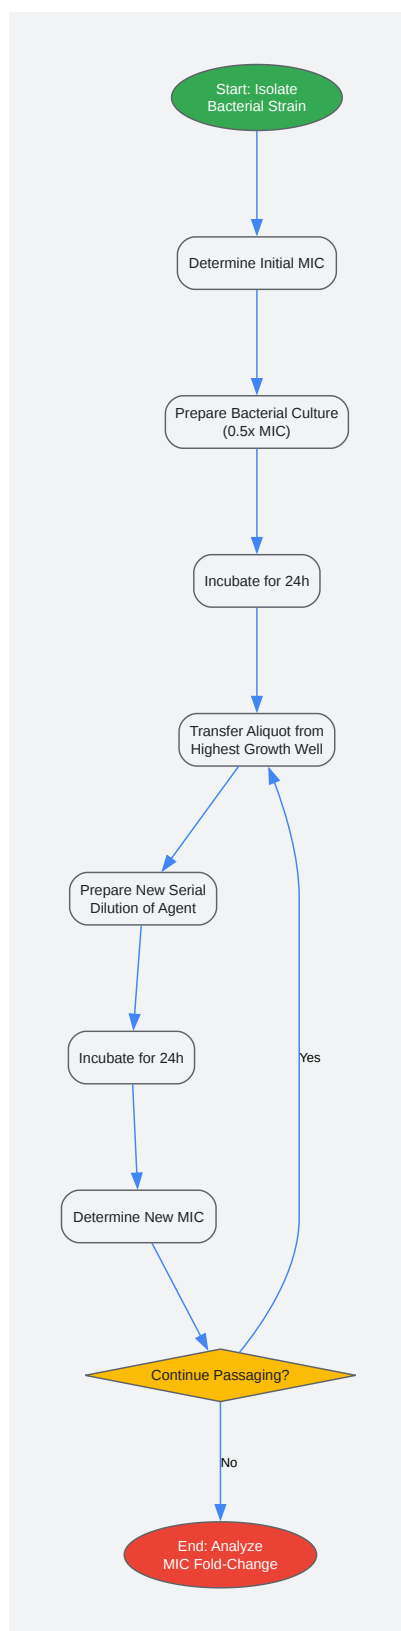 Start: Isolate
Bacterial Strain
Determine Initial MIC
Prepare Bacterial Culture
(0.5x MIC)
Incubate for 24h
Transfer Aliquot from
Highest Growth Well
Prepare New Serial
Dilution of Agent
Incubate for 24h
Yes
Determine New MIC
Continue Passaging?
No
End: Analyze
MIC Fold-Change